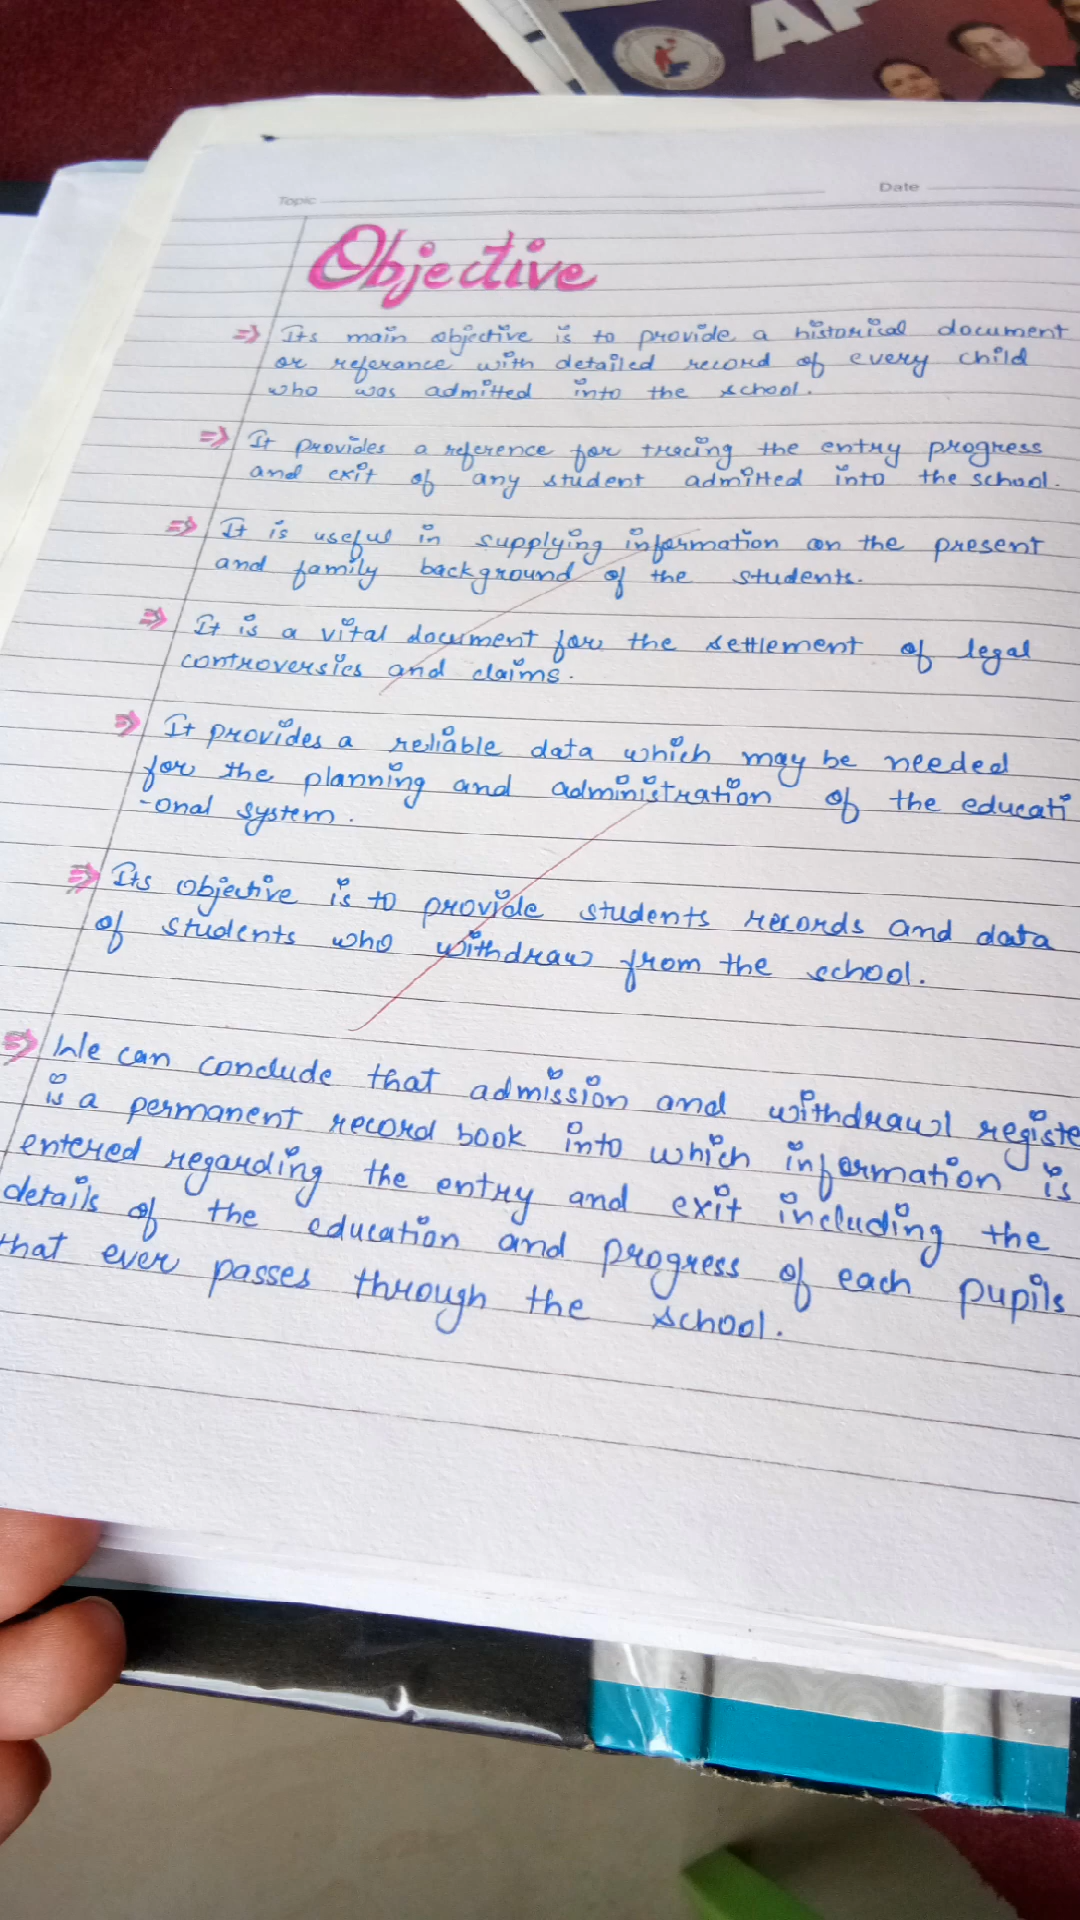 AF
Topic
Date
Objective
⇒ Its main objective is to provide a historical document
or referance with detailed record of every child
who was admitted into the school.
⇒ It provides a reference for tracing the entry progress
and exit of any student admitted into the school.
⇒ It is useful in supplying information on the present
and family background of the students.
⇒ It is a vital document for the settlement of legal
controversies and claims.
⇒ It provides a reliable data which may be needed
for the planning and administration of the educati
-onal system.
⇒ Its objective is to provide students records and data
of students who withdraw from the school.
⇒ We can conclude that admission and withdrawl registe
is a permanent record book into which information is
entered regarding the entry and exit including the
details of the education and progress of each pupils
that ever passes through the school.